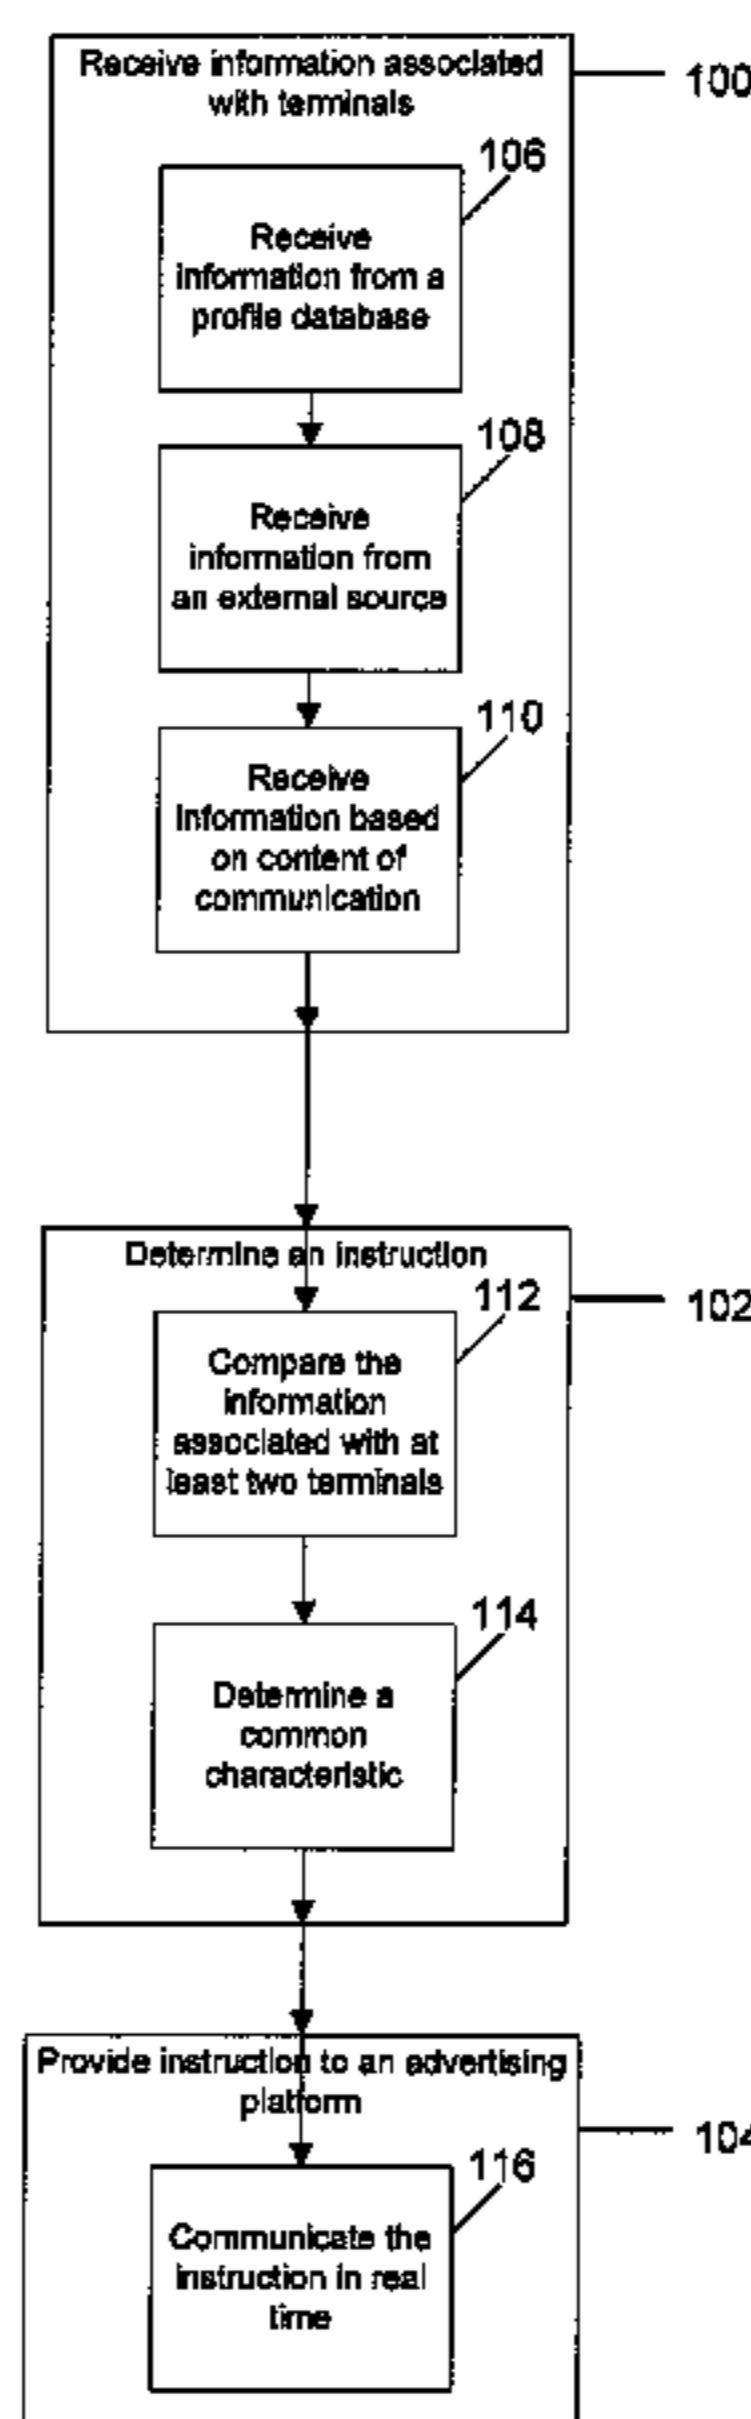 Receive information associated
with terminals
100
106
Receive
information from a
profile database
108
Receive
information from
an external source
110
Receive
information based
on content of
communication
Determine an instruction
102
112
Compare the
information
associated with at
least two terminals
114
Determine a
common
characteristic
Provide instruction to an advertising
platform
104
116
Communicate the
instruction in real
time